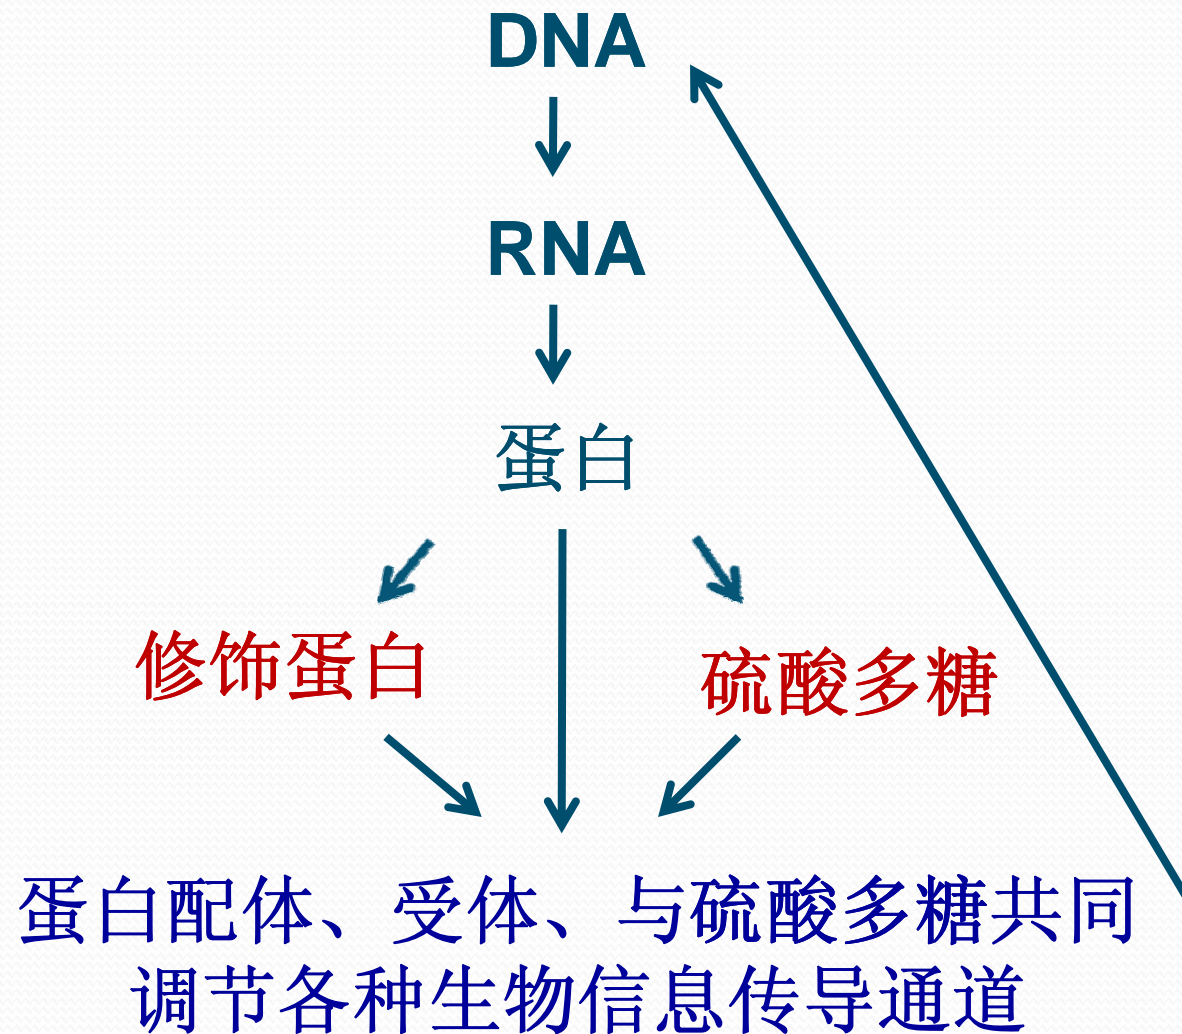 DNA
RNA
蛋白
修饰蛋白
硫酸多糖
蛋白配体、受体、与硫酸多糖共同
调节各种生物信息传导通道